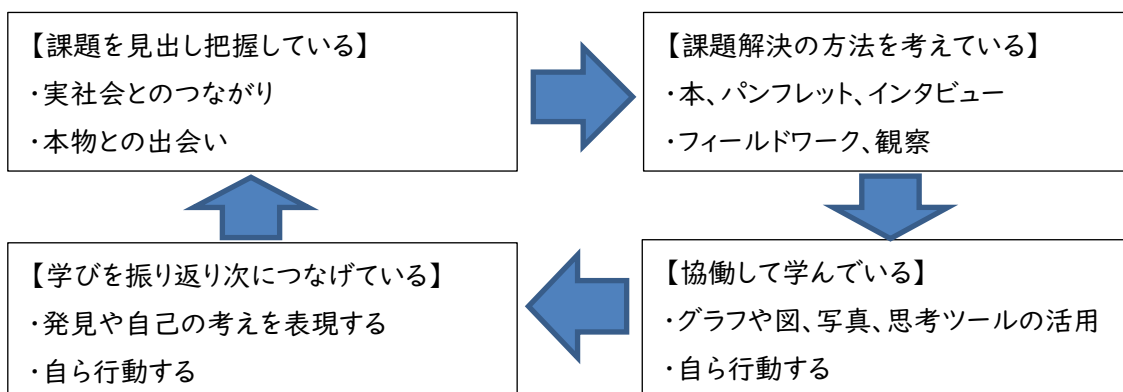 【課題を見出し把握している】
・実社会とのつながり
・本物との出会い
【課題解決の方法を考えている】
・本、パンフレット、インタビュー
・フィールドワーク、観察
【協働して学んでいる】
・グラフや図、写真、思考ツールの活用
・自ら行動する
【学びを振り返り次につなげている】
・発見や自己の考えを表現する
・自ら行動する